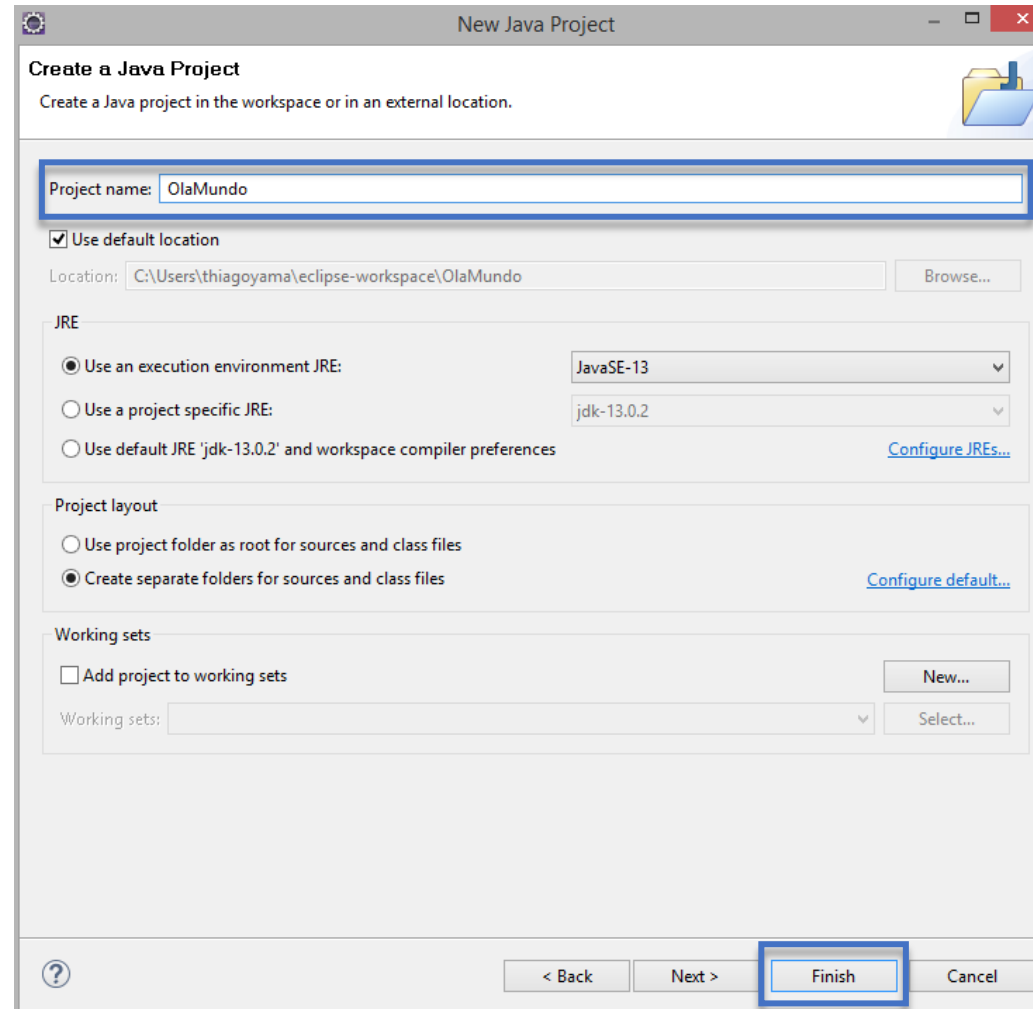 New Java Project
Create a Java Project
Create a Java project in the workspace or in an external location.
Project name: OlaMundo
Use default location
Location: C:\Users\thiagoyama\eclipse-workspace\OlaMundo Browse...
JRE
Use an execution environment JRE: JavaSE-13
Use a project specific JRE: jdk-13.0.2
Use default JRE 'jdk-13.0.2' and workspace compiler preferences Configure JREs...
Project layout
Use project folder as root for sources and class files
Create separate folders for sources and class files Configure default...
Working sets
Add project to working sets New...
Working sets: Select...
? < Back Next > Finish Cancel